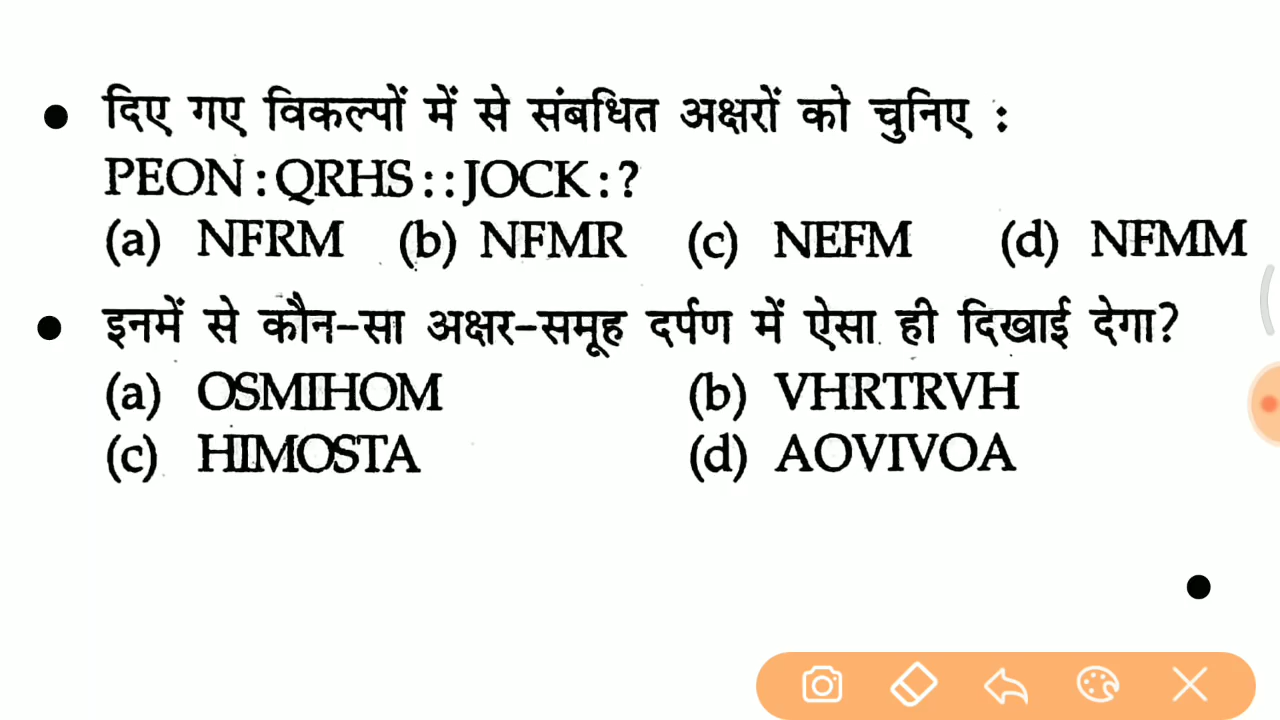 • दिए गए विकल्पों में से संबधित अक्षरों को चुनिए :
PEON : QRHS : : JOCK : ?
(a) NFRM (b) NFMR (c) NEFM (d) NFMM
• इनमें से कौन-सा अक्षर-समूह दर्पण में ऐसा ही दिखाई देगा?
(a) OSMIHOM (b) VHRTRVH
(c) HIMOSTA (d) AOVIVOA